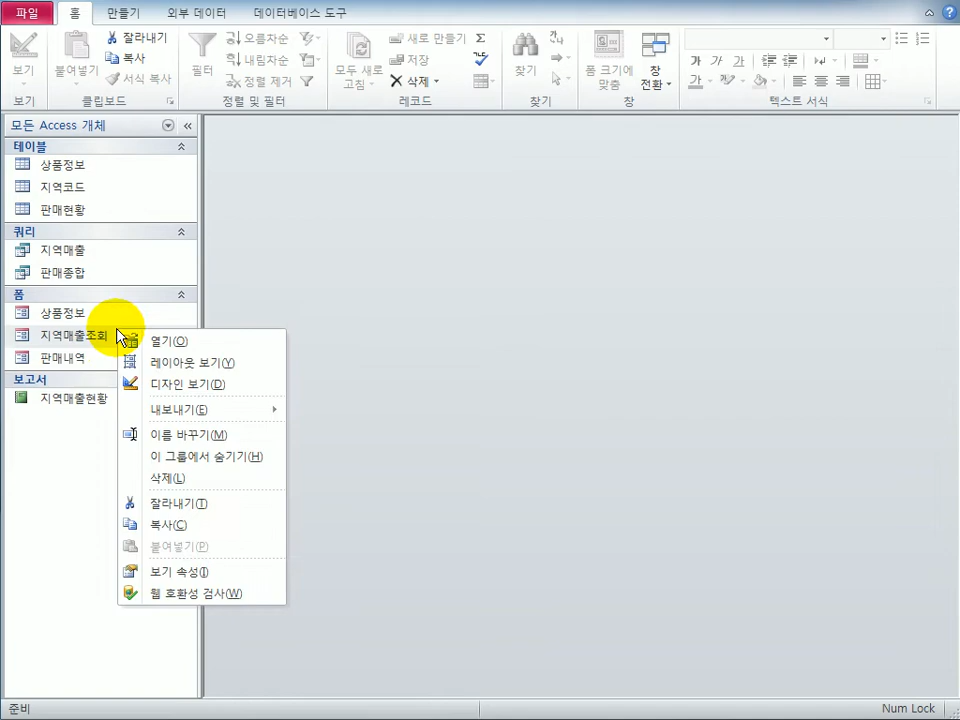 파일 홈 만들기 외부 데이터 데이터베이스 도구
보기
보기
붙여넣기
잘라내기
복사
서식 복사
클립보드
필터
오름차순
내림차순
정렬 제거
정렬 및 필터
모두 새로 고침
새로 만들기
저장
삭제
레코드
찾기
찾기
폼 크기에 맞춤
창 전환
창
가 가 가
가
텍스트 서식
모든 Access 개체
테이블
상품정보
지역코드
판매현황
쿼리
지역매출
판매종합
폼
상품정보
지역매출조회
판매내역
보고서
지역매출현황
열기(O)
레이아웃 보기(Y)
디자인 보기(D)
내보내기(E)
이름 바꾸기(M)
이 그룹에서 숨기기(H)
삭제(L)
잘라내기(T)
복사(C)
붙여넣기(P)
보기 속성(I)
웹 호환성 검사(W)
준비
Num Lock